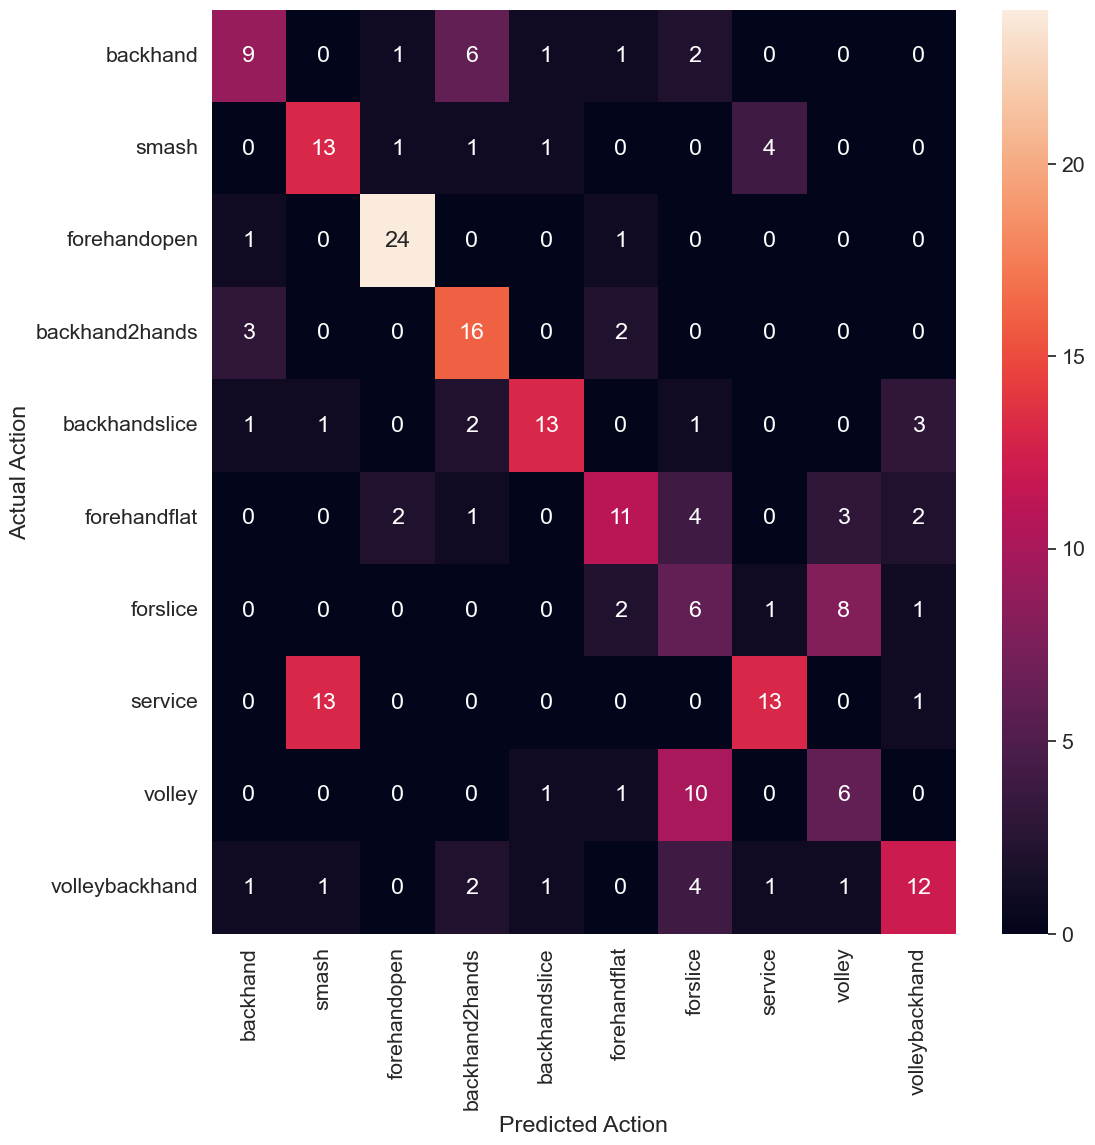 backhand 9 0 1 6 1 1 2 0 0 0
smash 0 13 1 1 1 0 0 4 0 0
forehandopen 1 0 24 0 0 1 0 0 0 0
backhand2hands 3 0 0 16 0 2 0 0 0 0
backhandslice 1 1 0 2 13 0 1 0 0 3
forehandflat 0 0 2 1 0 11 4 0 3 2
forslice 0 0 0 0 0 2 6 1 8 1
service 0 13 0 0 0 0 0 13 0 1
volley 0 0 0 0 1 1 10 0 6 0
volleybackhand 1 1 0 2 1 0 4 1 1 12
Actual Action
backhand
smash
forehandopen
backhand2hands
backhandslice
forehandflat
forslice
service
volley
volleybackhand
Predicted Action
20
15
10
5
0